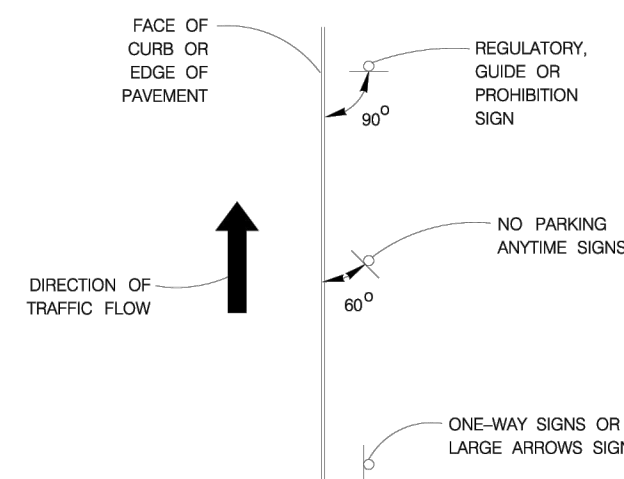 FACE OF
CURB OR
EDGE OF
PAVEMENT
REGULATORY,
GUIDE OR
PROHIBITION
SIGN
90°
NO PARKING
ANYTIME SIGNS
DIRECTION OF
TRAFFIC FLOW
60°
ONE–WAY SIGNS OR
LARGE ARROWS SIGN